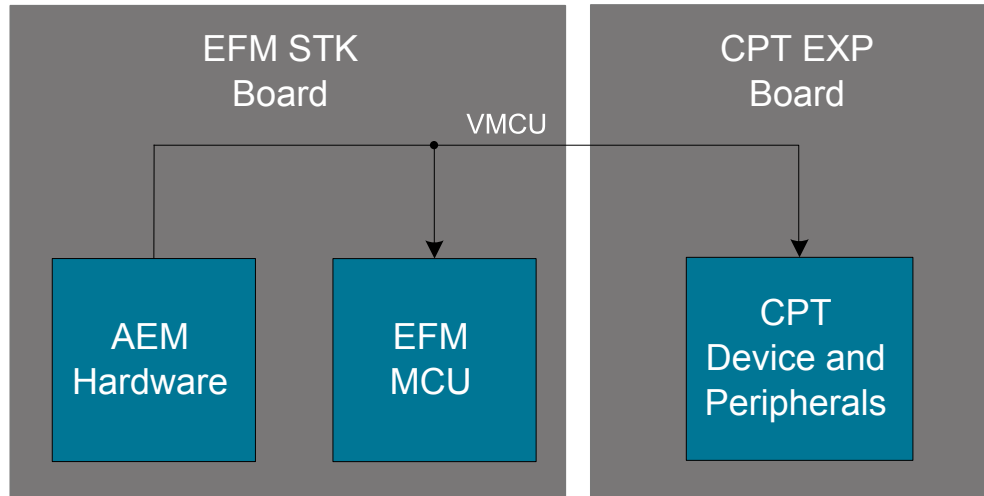 EFM STK
Board
CPT EXP
Board
VMCU
AEM
Hardware
EFM
MCU
CPT
Device and
Peripherals